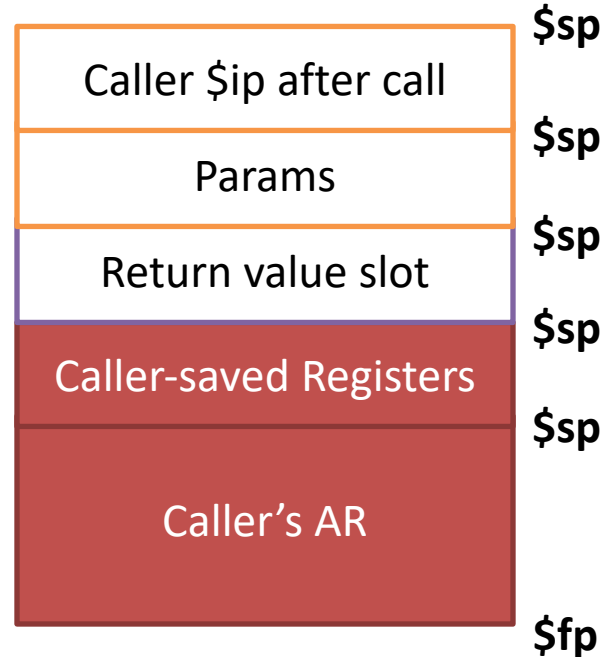 $sp
Caller $ip after call
$sp
Params
$sp
Return value slot
$sp
Caller-saved Registers
$sp
Caller’s AR
$fp